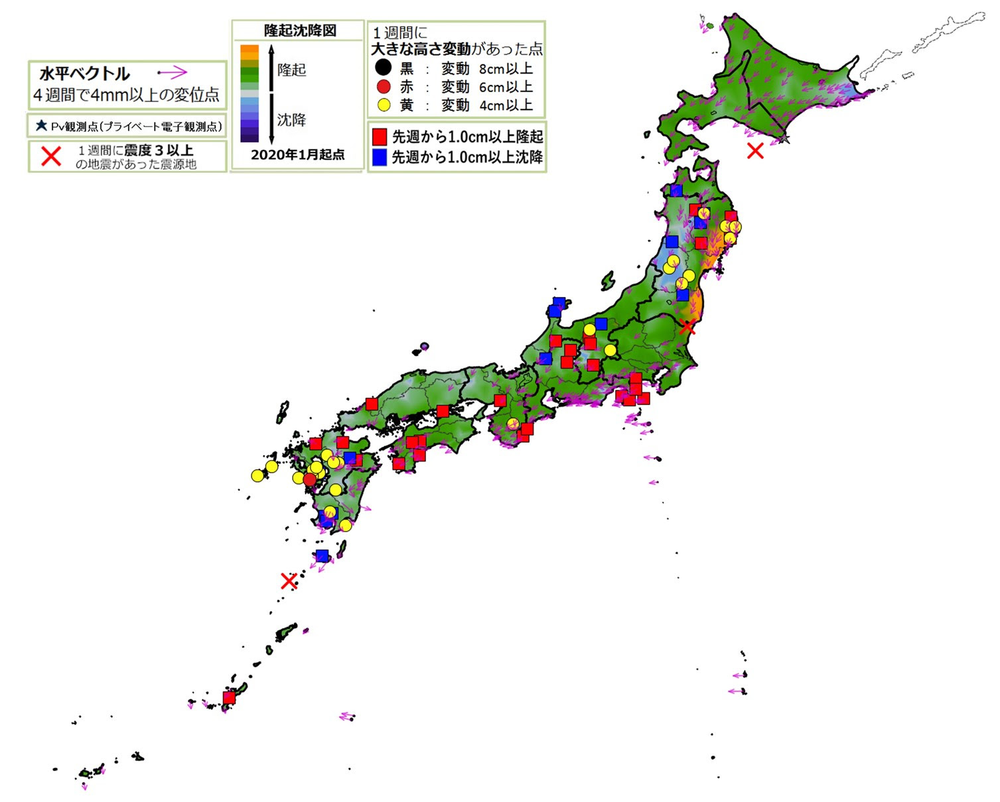 水平ベクトル
４週間で4mm以上の変位点
Pv観測点(プライベート電子観測点)
１週間に震度３以上
の地震があった震源地
隆起沈降図
隆起
沈降
2020年1月起点
１週間に
大きな高さ変動があった点
黒 ： 変動 8cm以上
赤 ： 変動 6cm以上
黄 ： 変動 4cm以上
先週から1.0cm以上隆起
先週から1.0cm以上沈降